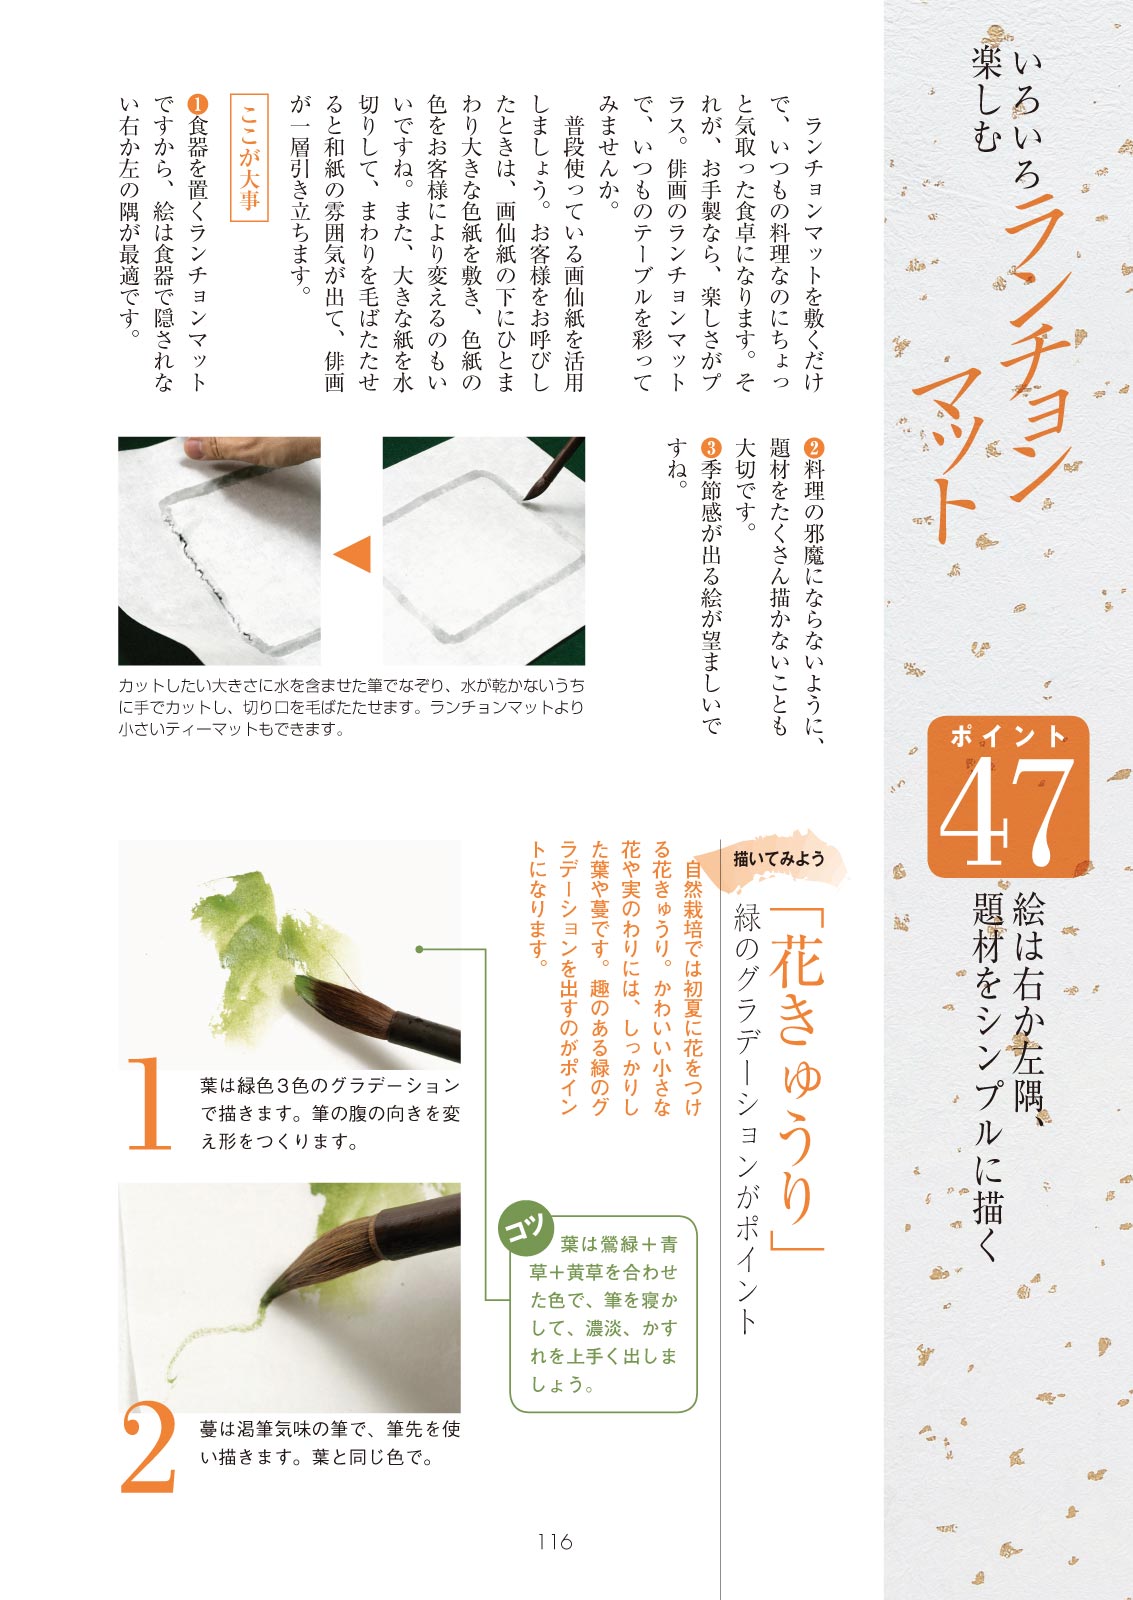 いろいろ
楽しむ
ランチョン
マット
ポイント
47
絵は右か左隅、
題材をシンプルに描く
ランチョンマットを敷くだけ
で、いつもの料理なのにちょっ
と気取った食卓になります。そ
れが、お手製なら、楽しさがプ
ラス。俳画のランチョンマット
で、いつものテーブルを彩って
みませんか。
普段使っている画仙紙を活用
しましょう。お客様をお呼びし
たときは、画仙紙の下にひとま
わり大きな色紙を敷き、色紙の
色をお客様により変えるのもい
いですね。また、大きな紙を水
切りして、まわりを毛ばたたせ
ると和紙の雰囲気が出て、俳画
が一層引き立ちます。
ここが大事
❶食器を置くランチョンマット
ですから、絵は食器で隠されな
い右か左の隅が最適です。
❷料理の邪魔にならないように、
題材をたくさん描かないことも
大切です。
❸季節感が出る絵が望ましいで
すね。
カットしたい大きさに水を含ませた筆でなぞり、水が乾かないうち
に手でカットし、切り口を毛ばたたせます。ランチョンマットより
小さいティーマットもできます。
描いてみよう
「花きゅうり」
緑のグラデーションがポイント
自然栽培では初夏に花をつけ
る花きゅうり。かわいい小さな
花や実のわりには、しっかりし
た葉や蔓です。趣のある緑のグ
ラデーションを出すのがポイン
トになります。
1
葉は緑色3色のグラデーション
で描きます。筆の腹の向きを変
え形をつくります。
コツ
葉は鶯緑＋青
草＋黄草を合わせ
た色で、筆を寝か
して、濃淡、かす
れを上手く出しま
しょう。
2
蔓は渇筆気味の筆で、筆先を使
い描きます。葉と同じ色で。
116